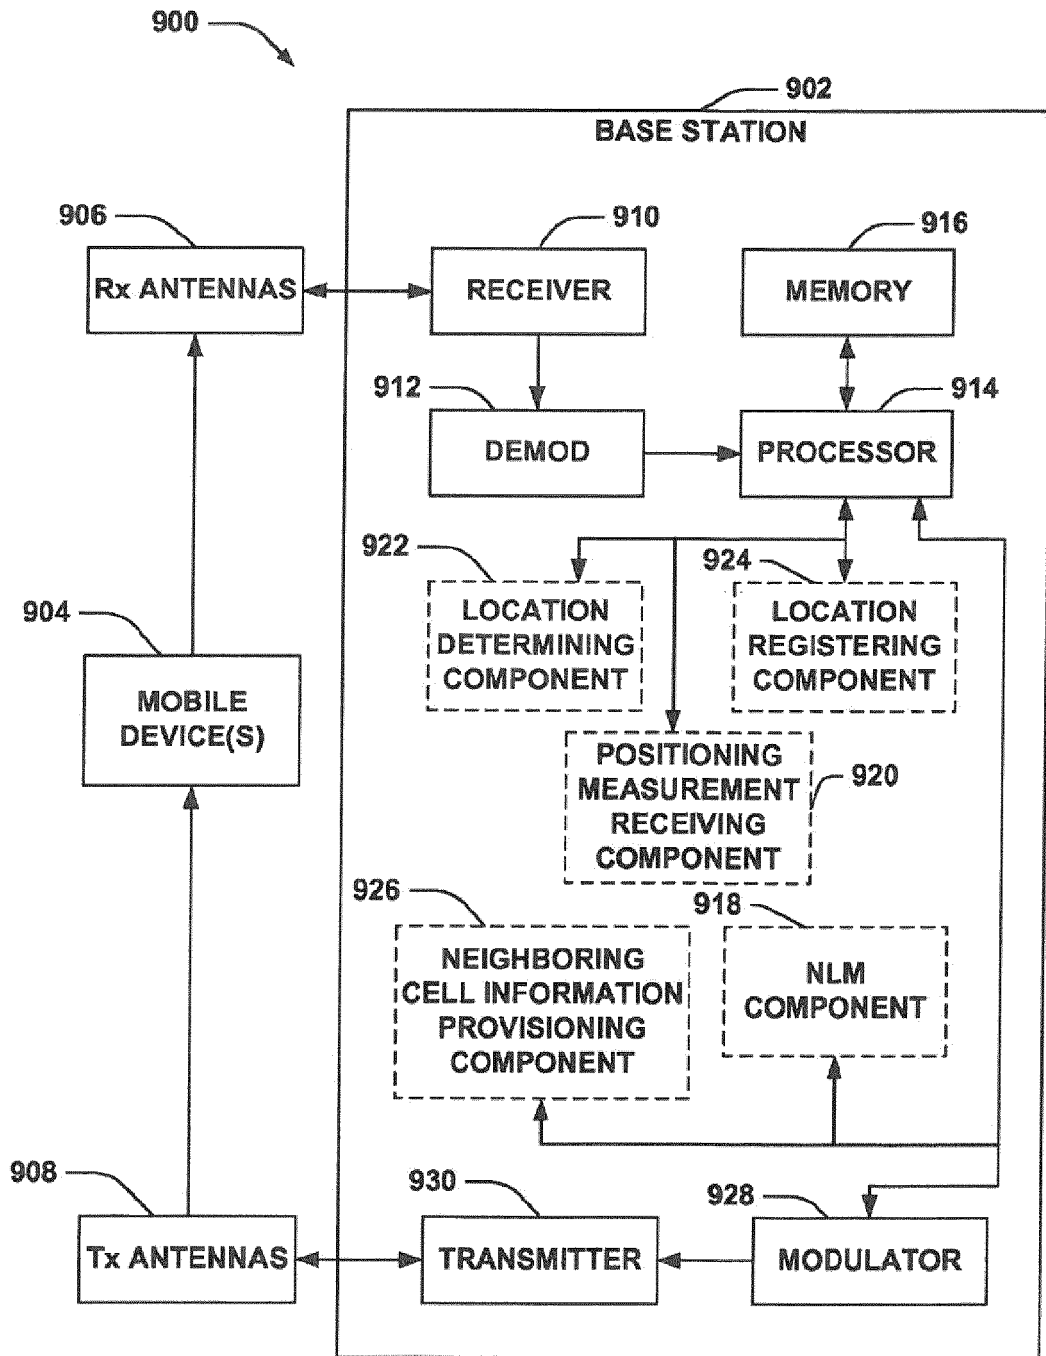 900
902
BASE STATION
906
910
916
Rx ANTENNAS
RECEIVER
MEMORY
912
914
DEMOD
PROCESSOR
922
924
LOCATION
DETERMINING
COMPONENT
LOCATION
REGISTERING
COMPONENT
904
MOBILE
DEVICE(S)
POSITIONING
MEASUREMENT
RECEIVING
COMPONENT
920
926
918
NEIGHBORING
CELL INFORMATION
PROVISIONING
COMPONENT
NLM
COMPONENT
908
930
928
Tx ANTENNAS
TRANSMITTER
MODULATOR